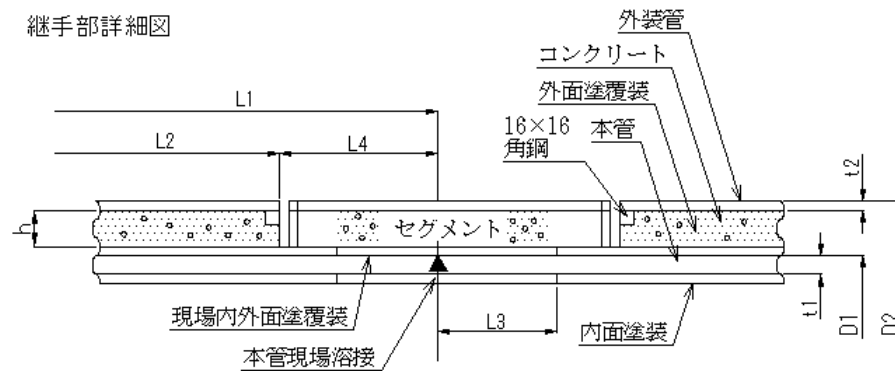 継手部詳細図
外装管
コンクリート
外面塗覆装
16×16
角鋼
本管
L1
L2
L4
t2
h
セグメント
現場内外面塗覆装
本管現場溶接
L3
内面塗装
t1
D1
D2